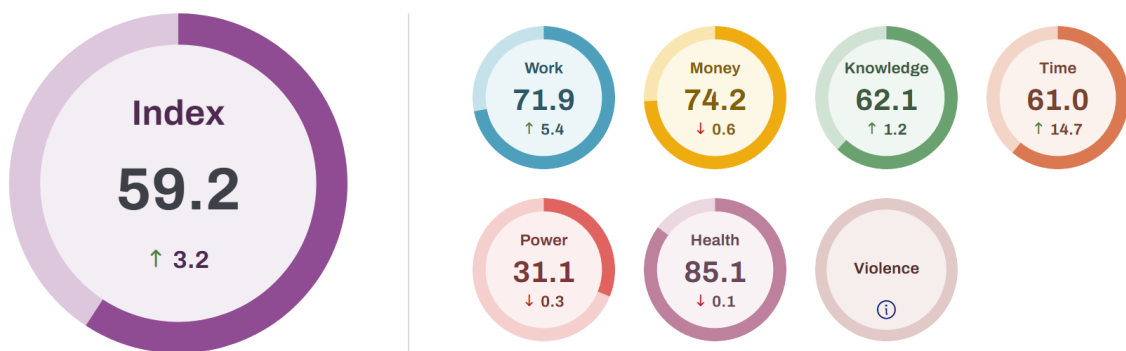 Index
59.2
↑ 3.2
Work
71.9
↑ 5.4
Money
74.2
↓ 0.6
Knowledge
62.1
↑ 1.2
Time
61.0
↑ 14.7
Power
31.1
↓ 0.3
Health
85.1
↓ 0.1
Violence